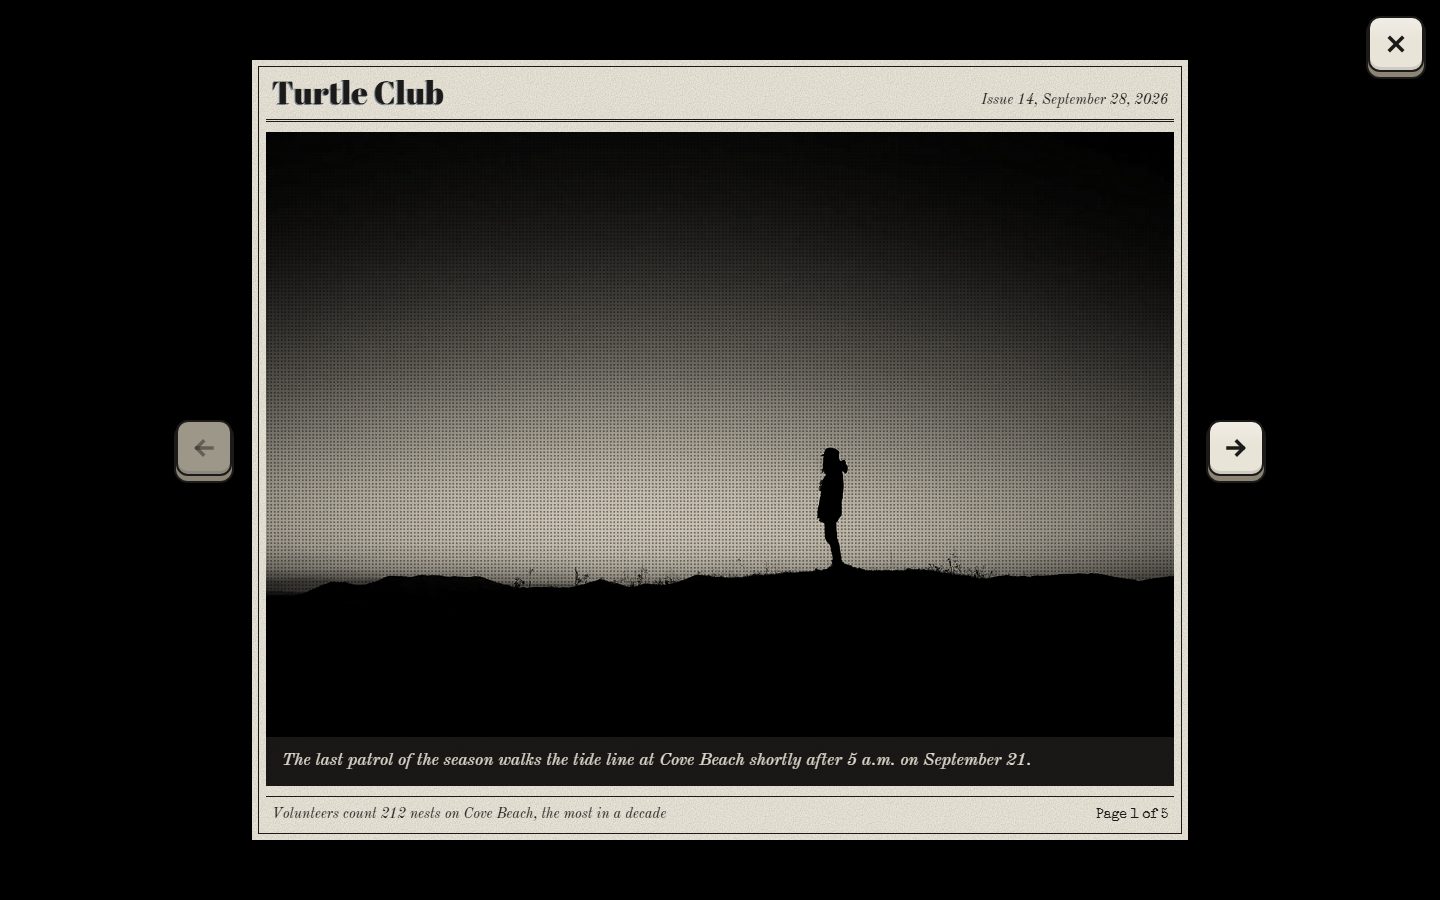 Turtle Club
Issue 14, September 28, 2026
The last patrol of the season walks the tide line at Cove Beach shortly after 5 a.m. on September 21.
Volunteers count 212 nests on Cove Beach, the most in a decade
Page 1 of 5